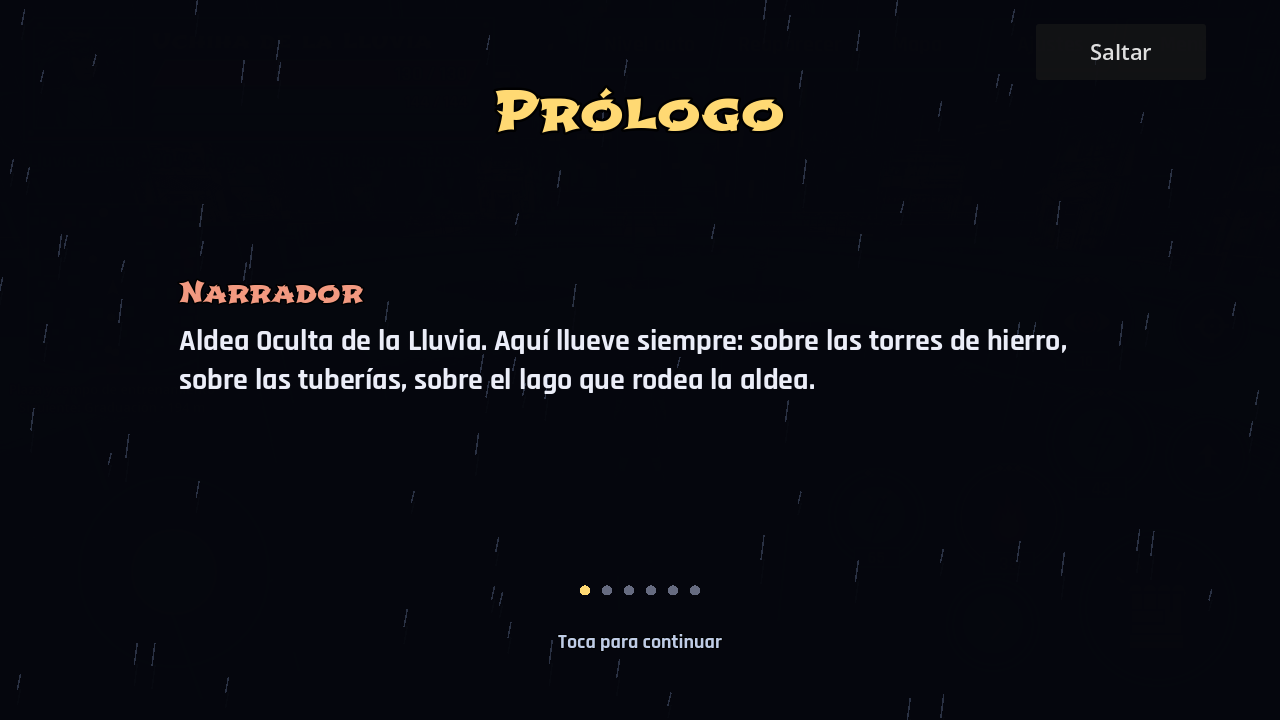 Saltar
Prólogo
Narrador
Aldea Oculta de la Lluvia. Aquí llueve siempre: sobre las torres de hierro,
sobre las tuberías, sobre el lago que rodea la aldea.
Toca para continuar